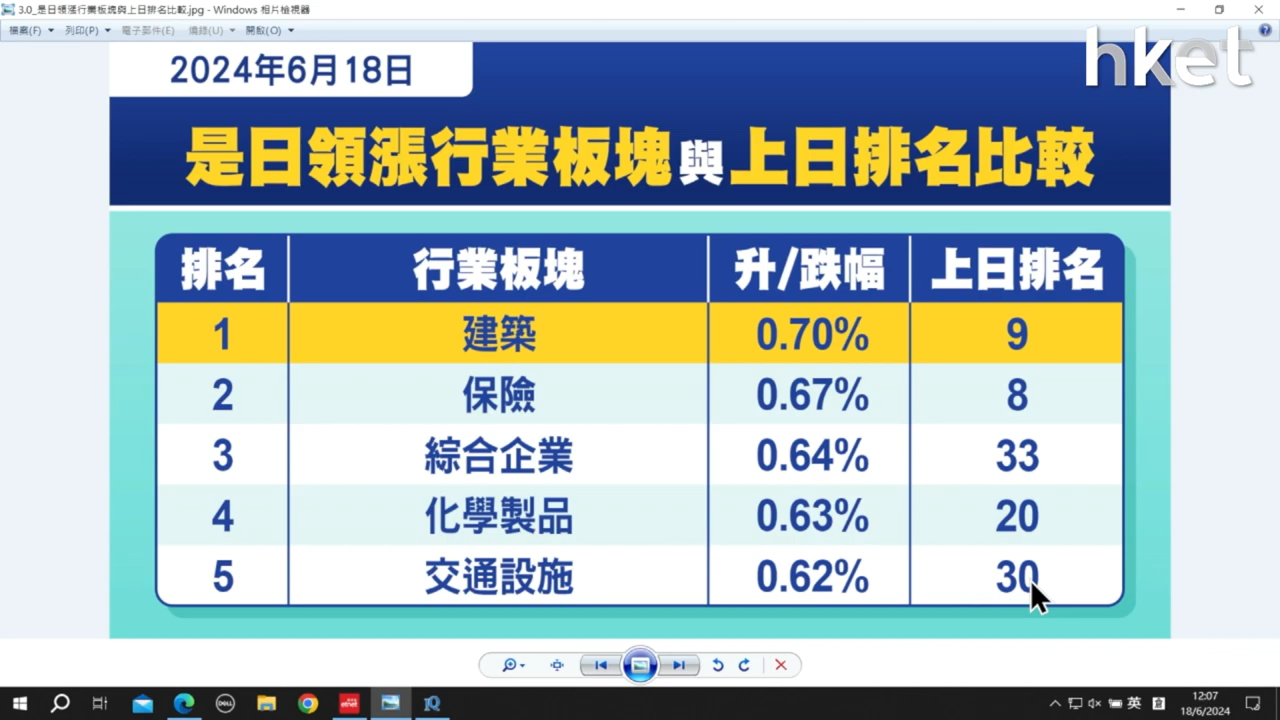 3.0_是日領漲行業板塊與上日排名比較.jpg - Windows 相片檢視器
檔案(F) 列印(P) 電子郵件(E) 燒錄(U) 開啟(O)
hket
2024年6月18日
是日領漲行業板塊與上日排名比較
排名 行業板塊 升/跌幅 上日排名
1 建築 0.70% 9
2 保險 0.67% 8
3 綜合企業 0.64% 33
4 化學製品 0.63% 20
5 交通設施 0.62% 30
DELL etnet IQ 英 12:07
18/6/2024